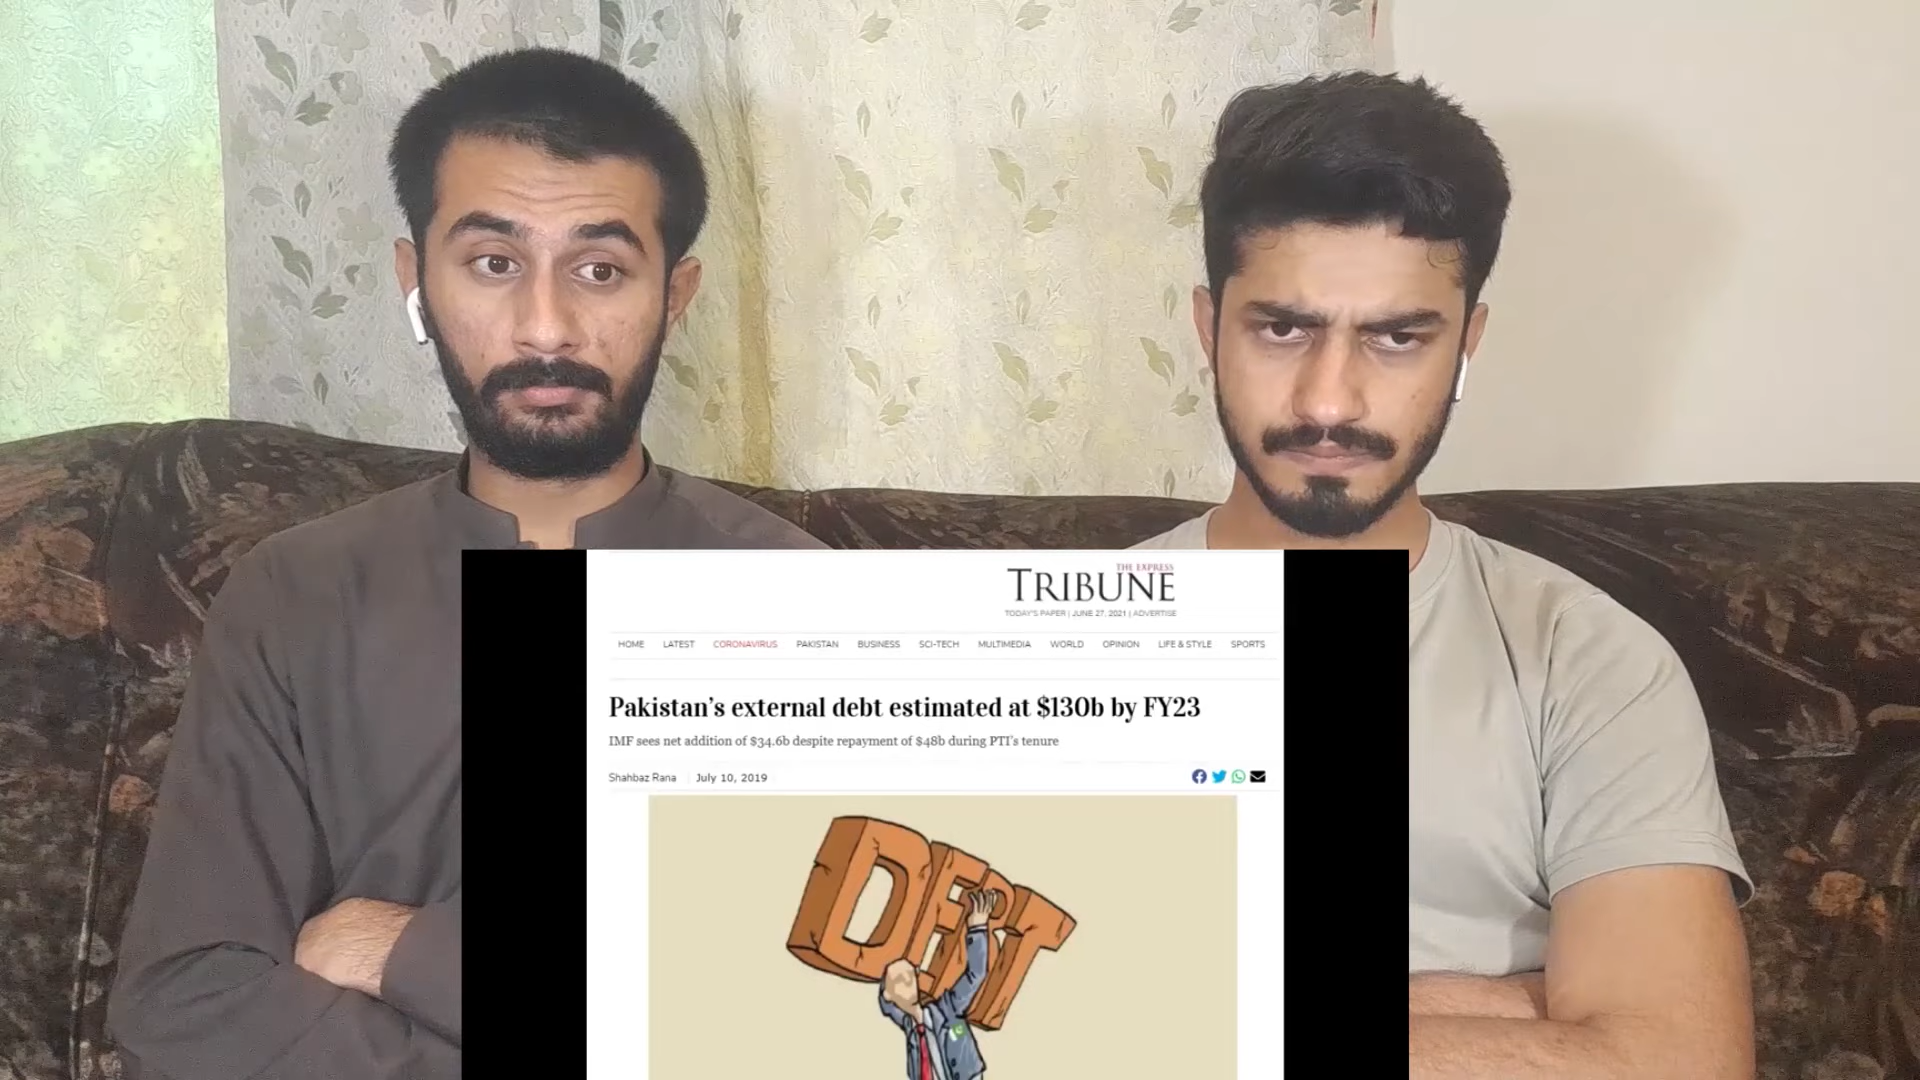 THE EXPRESS
TRIBUNE
TODAY'S PAPER | JUNE 27, 2021 | ADVERTISE
HOME LATEST CORONAVIRUS PAKISTAN BUSINESS SCI-TECH MULTIMEDIA WORLD OPINION LIFE & STYLE SPORTS
Pakistan's external debt estimated at $130b by FY23
IMF sees net addition of $34.6b despite repayment of $48b during PTI's tenure
Shahbaz Rana July 10, 2019
DEBT